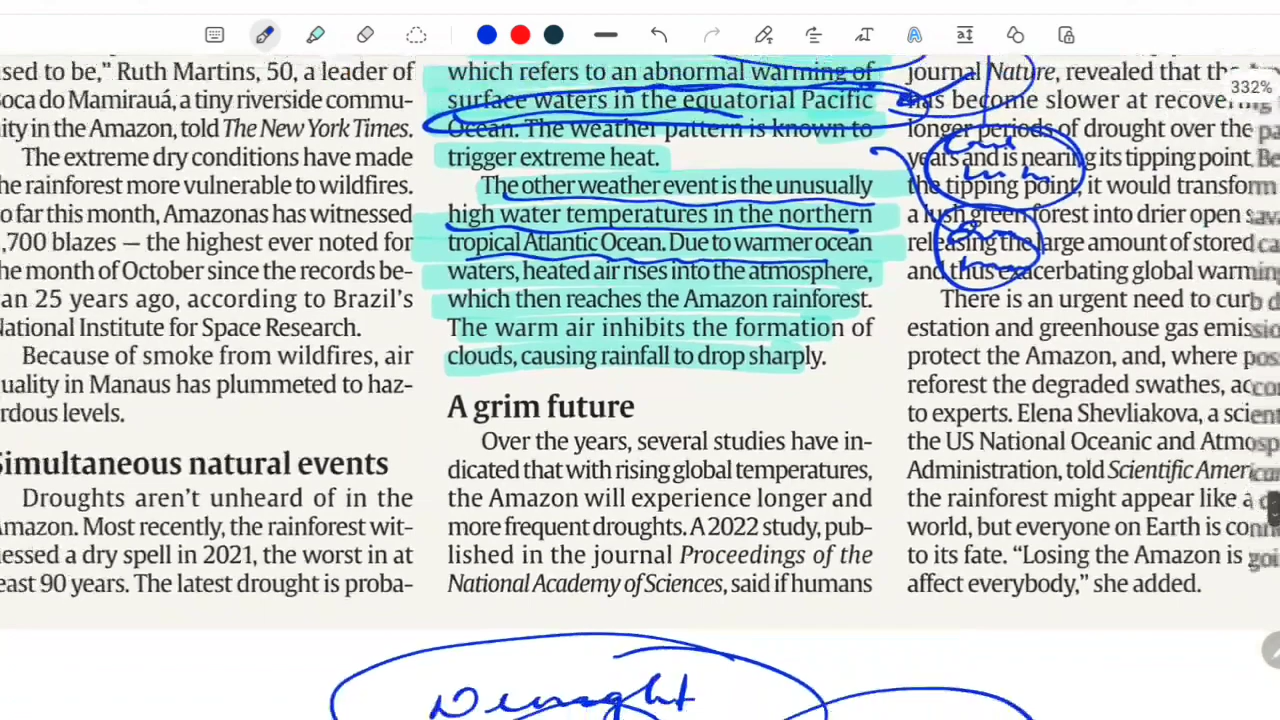 332%
sed to be,” Ruth Martins, 50, a leader of
oca do Mamirauá, a tiny riverside commu-
ity in the Amazon, told The New York Times.
The extreme dry conditions have made
he rainforest more vulnerable to wildfires.
o far this month, Amazonas has witnessed
,700 blazes — the highest ever noted for
he month of October since the records be-
an 25 years ago, according to Brazil’s
National Institute for Space Research.
Because of smoke from wildfires, air
uality in Manaus has plummeted to haz-
rdous levels.
Simultaneous natural events
Droughts aren’t unheard of in the
Amazon. Most recently, the rainforest wit-
essed a dry spell in 2021, the worst in at
east 90 years. The latest drought is proba-
which refers to an abnormal warming of
surface waters in the equatorial Pacific
Ocean. The weather pattern is known to
trigger extreme heat.
The other weather event is the unusually
high water temperatures in the northern
tropical Atlantic Ocean. Due to warmer ocean
waters, heated air rises into the atmosphere,
which then reaches the Amazon rainforest.
The warm air inhibits the formation of
clouds, causing rainfall to drop sharply.
A grim future
Over the years, several studies have in-
dicated that with rising global temperatures,
the Amazon will experience longer and
more frequent droughts. A 2022 study, pub-
lished in the journal Proceedings of the
National Academy of Sciences, said if humans
journal Nature, revealed that the
has become slower at recovering
longer periods of drought over the pa
years and is nearing its tipping point. Be
the tipping point, it would transform
a lush green forest into drier open sava
releasing the large amount of stored ca
and thus exacerbating global warming
There is an urgent need to curb d
estation and greenhouse gas emissio
protect the Amazon, and, where poss
reforest the degraded swathes, accor
to experts. Elena Shevliakova, a scient
the US National Oceanic and Atmosp
Administration, told Scientific American
the rainforest might appear like a
world, but everyone on Earth is conn
to its fate. “Losing the Amazon is goi
affect everybody,” she added.
Drought